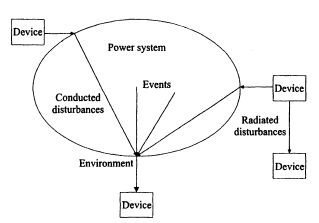 Device
Power system
Events
Conducted
disturbances
Device
Radiated
disturbances
Environment
Device
Device